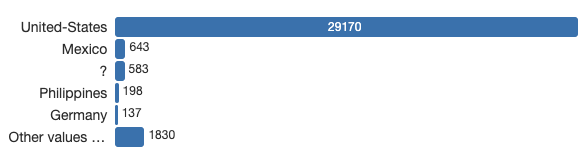 United-States 29170
Mexico 643
? 583
Philippines 198
Germany 137
Other values ... 1830